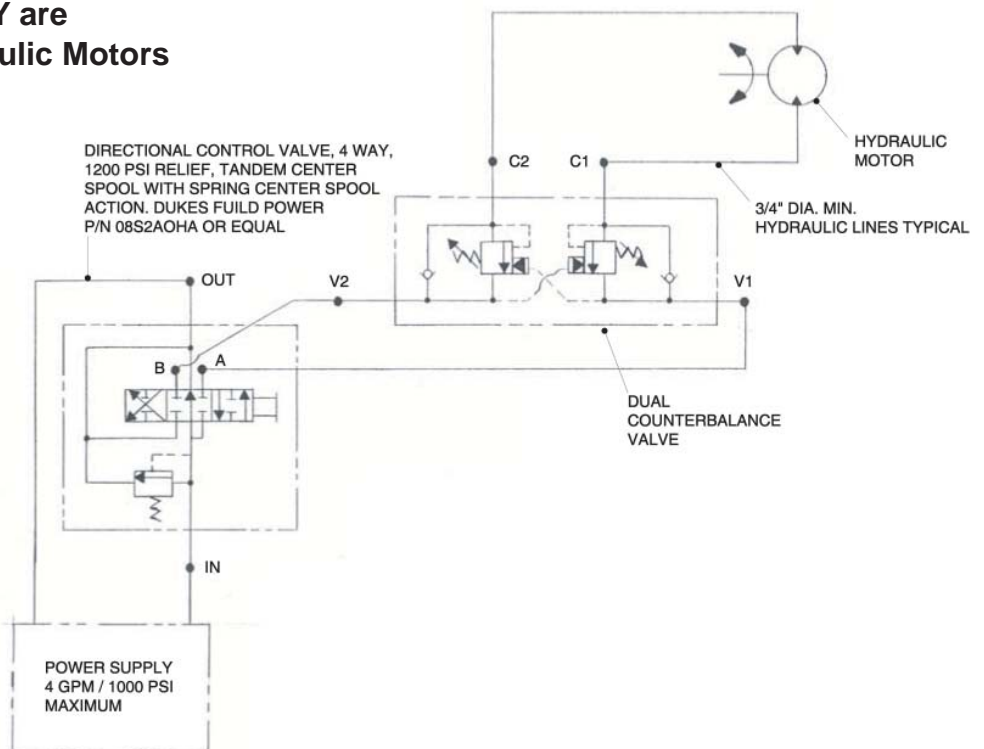 Y are
ulic Motors
DIRECTIONAL CONTROL VALVE, 4 WAY,
1200 PSI RELIEF, TANDEM CENTER
SPOOL WITH SPRING CENTER SPOOL
ACTION. DUKES FUILD POWER
P/N 08S2AOHA OR EQUAL
C2
C1
HYDRAULIC
MOTOR
3/4" DIA. MIN.
HYDRAULIC LINES TYPICAL
OUT
V2
V1
B
A
DUAL
COUNTERBALANCE
VALVE
IN
POWER SUPPLY
4 GPM / 1000 PSI
MAXIMUM